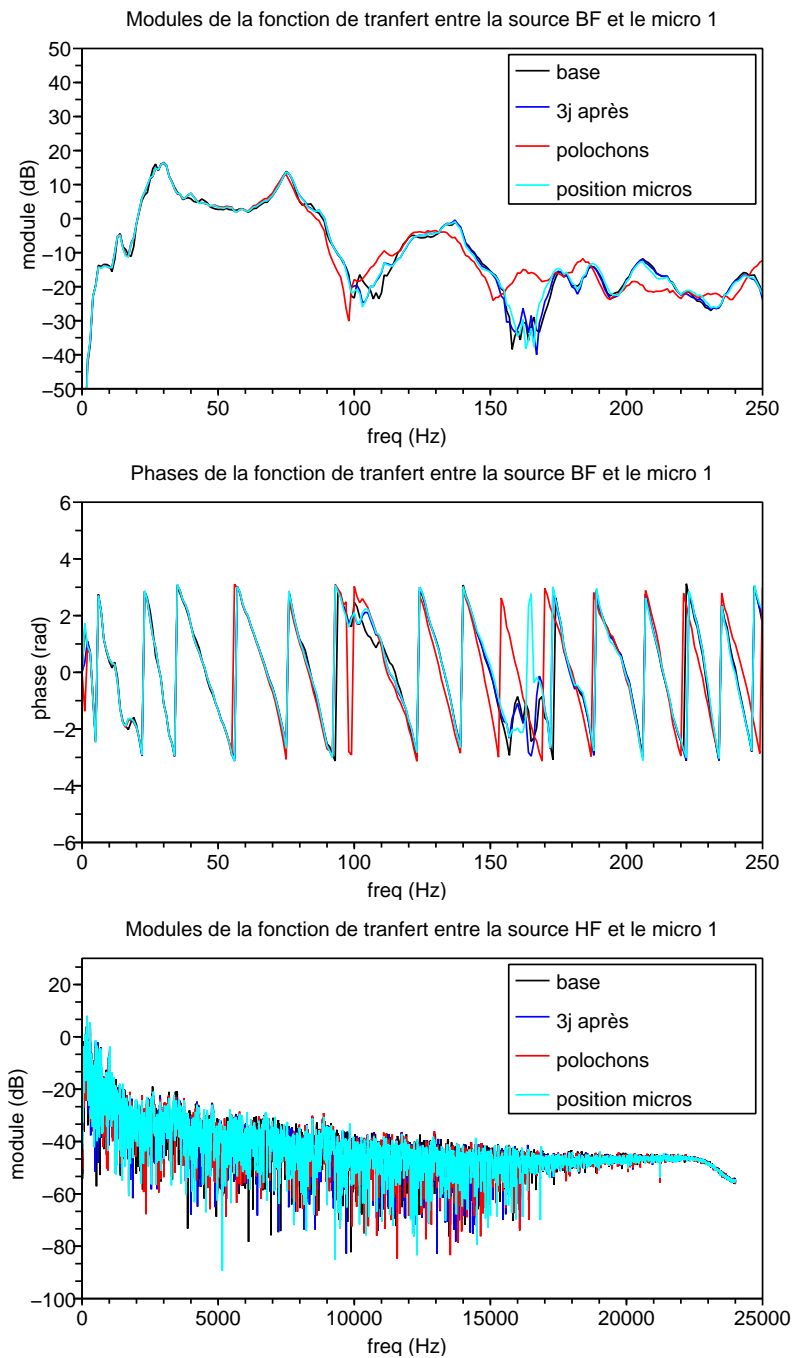 Modules de la fonction de tranfert entre la source BF et le micro 1
50
40
30
20
10
0
−10
−20
−30
−40
−50
module (dB)
base
3j après
polochons
position micros
0 50 100 150 200 250
freq (Hz)
Phases de la fonction de tranfert entre la source BF et le micro 1
6
4
2
0
−2
−4
−6
phase (rad)
0 50 100 150 200 250
freq (Hz)
Modules de la fonction de tranfert entre la source HF et le micro 1
20
0
−20
−40
−60
−80
−100
module (dB)
base
3j après
polochons
position micros
0 5000 10000 15000 20000 25000
freq (Hz)